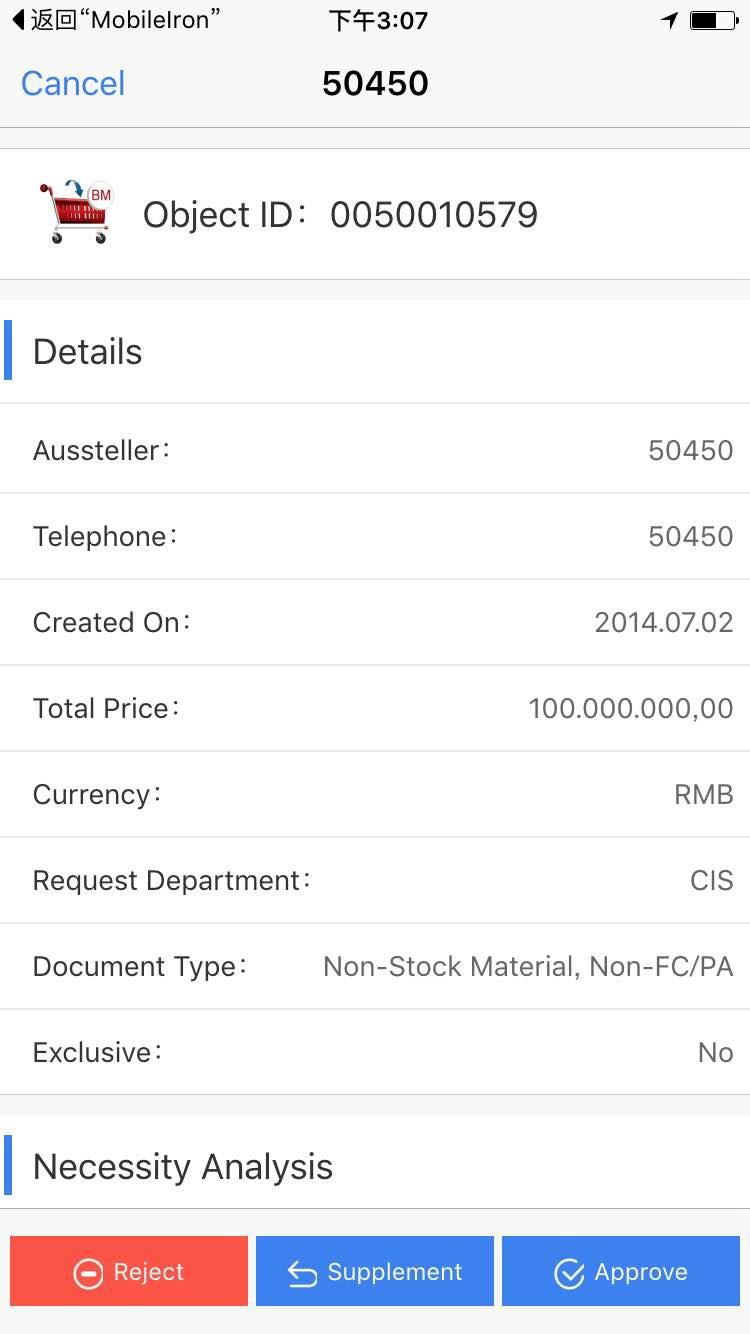 返回“MobileIron”
下午3:07
Cancel
50450
BM
Object ID： 0050010579
Details
Aussteller： 50450
Telephone： 50450
Created On： 2014.07.02
Total Price： 100.000.000,00
Currency： RMB
Request Department： CIS
Document Type： Non-Stock Material, Non-FC/PA
Exclusive： No
Necessity Analysis
Reject
Supplement
Approve